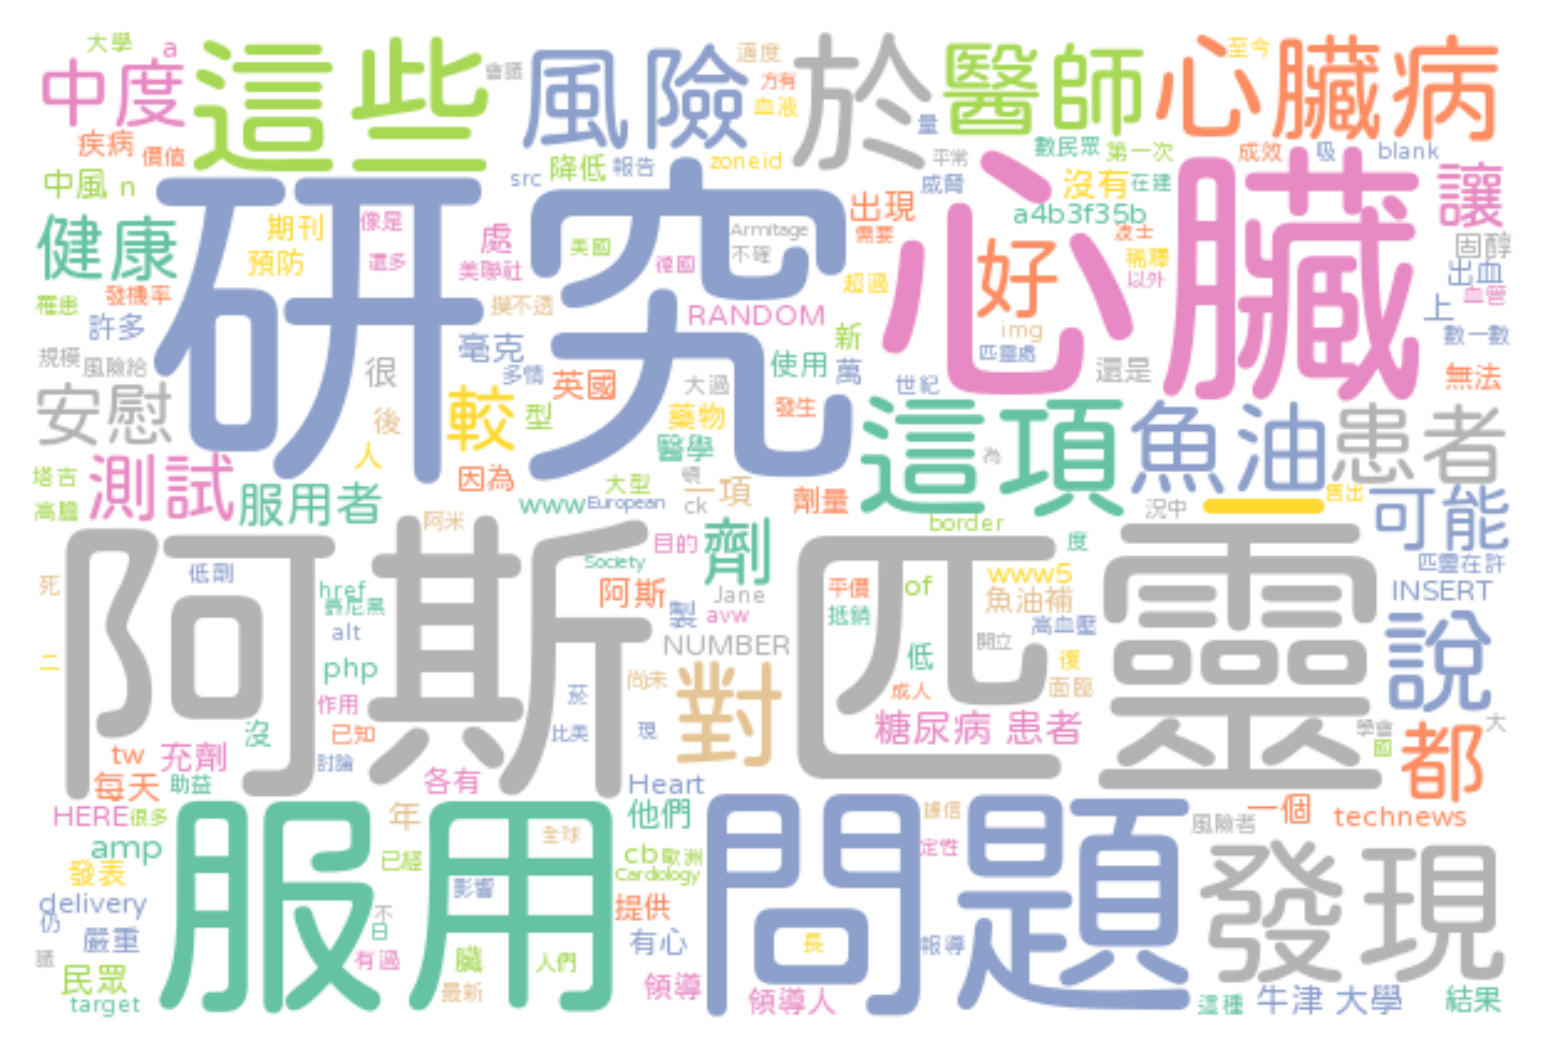 大學
a
中度
這些
會議
風險
適度
方有
血液
於
量
醫師
至今
心臟病
疾病
價值
中風
n
src
降低
報告
zoneid
平常
威脅
數民眾
第一次
在建
成效
吸
blank
沒有
a4b3f35b
波士
稀釋
以外
讓
固醇
出血
血管
上
數一數
無法
健康
期刊
預防
像是
還多
處
美聯社
研究
美國
德國
Armitage
不確
出現
需要
超過
心臟
好
img
匹靈處
還是
世紀
罹患
發機率
許多
規模
風險給
很
摸不透
毫克
多情
RANDOM
新
使用
萬
安慰
後
人
較
型
英國
大過
藥物
發生
醫學
這項
為
魚油
患者
塔吉
高膽
測試
服用者
因為
www
大型
European
頓
ck
一項
劑量
border
況中
一
售出
可能
匹靈在許
INSERT
死
低劑
阿米
阿斯匹靈
href
alt
php
作用
已知
討論
Society
目的
劑
阿斯
製
Jane
avw
NUMBER
平價
抵銷
of
度
www5
魚油補
高血壓
開立
低
復
面臨
成人
說
二
沒
tw
充劑
每天
助益
各有
菸
比美
尚未
現
對
Heart
糖尿病 患者
學會
國
大
都
HERE
很多
amp
發表
delivery
仍
嚴重
議
民眾
target
服用
年
已經
不
日
有過
影響
全球
臟
最新
人們
他們
cb
歐洲
Cardiology
提供
有心
領導
問題
長
領導人
據信
定性
報導
風險者
一個
technews
發現
這種
牛津 大學
結果